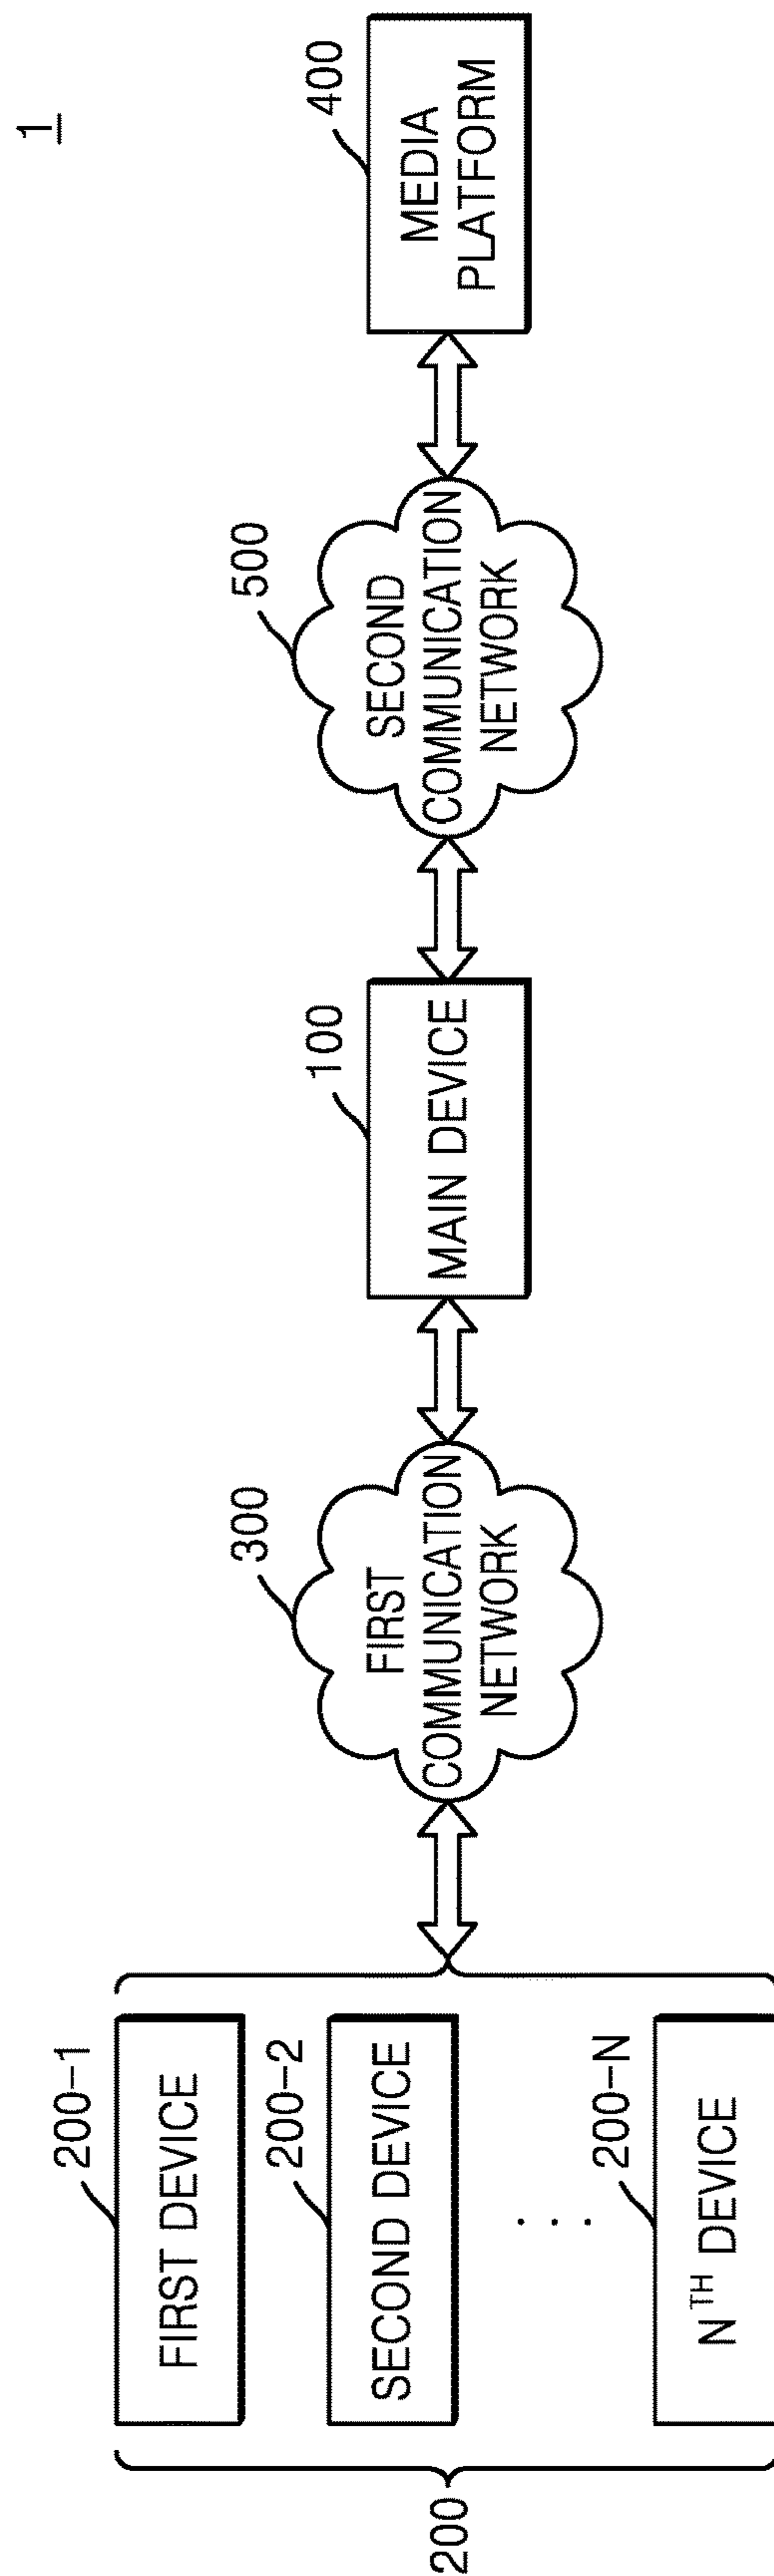 1
200
200-1
FIRST DEVICE
200-2
SECOND DEVICE
. . .
200-N
NTH DEVICE
300
FIRST
COMMUNICATION
NETWORK
100
MAIN DEVICE
500
SECOND
COMMUNICATION
NETWORK
400
MEDIA
PLATFORM